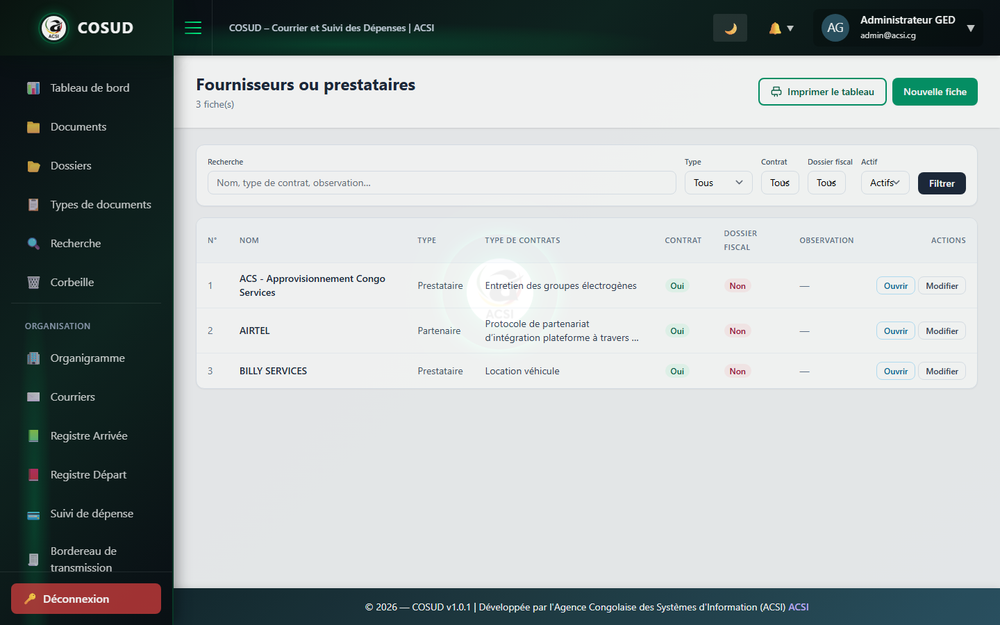 ACSI
COSUD
COSUD – Courrier et Suivi des Dépenses | ACSI
AG
Administrateur GED
admin@acsi.cg
Tableau de bord
Documents
Dossiers
Types de documents
Recherche
Corbeille
ORGANISATION
Organigramme
Courriers
Registre Arrivée
Registre Départ
Suivi de dépense
Bordereau de
transmission
Déconnexion
Fournisseurs ou prestataires
3 fiche(s)
Imprimer le tableau
Nouvelle fiche
Recherche
Type
Contrat
Dossier fiscal
Actif
Nom, type de contrat, observation...
Tous
Tous
Tous
Actifs
Filtrer
N° NOM TYPE TYPE DE CONTRATS CONTRAT DOSSIER FISCAL OBSERVATION ACTIONS
1 ACS - Approvisionnement Congo Services Prestataire Entretien des groupes électrogènes Oui Non — Ouvrir Modifier
2 AIRTEL Partenaire Protocole de partenariat d'intégration plateforme à travers ... Oui Non — Ouvrir Modifier
3 BILLY SERVICES Prestataire Location véhicule Oui Non — Ouvrir Modifier
ACSI
© 2026 — COSUD v1.0.1 | Développée par l'Agence Congolaise des Systèmes d'Information (ACSI) ACSI